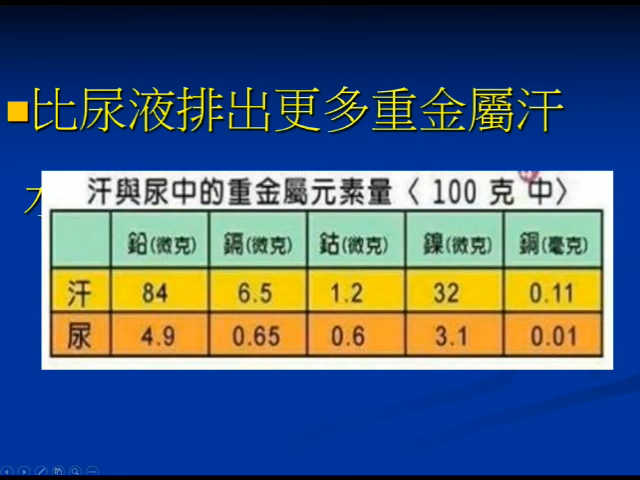 比尿液排出更多重金屬汗
汗與尿中的重金屬元素量〈 100 克 中〉
鉛(微克) 鎘(微克) 鈷(微克) 鎳(微克) 銅(毫克)
汗 84 6.5 1.2 32 0.11
尿 4.9 0.65 0.6 3.1 0.01